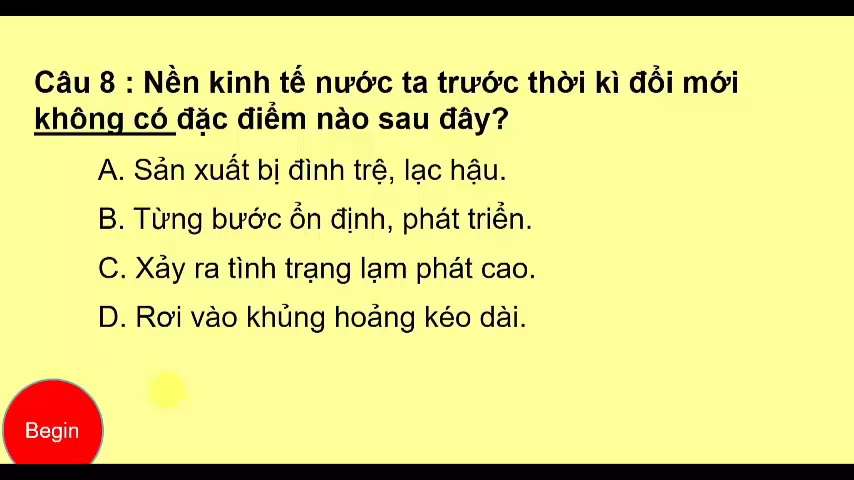 Câu 8 : Nền kinh tế nước ta trước thời kì đổi mới
không có đặc điểm nào sau đây?
A. Sản xuất bị đình trệ, lạc hậu.
B. Từng bước ổn định, phát triển.
C. Xảy ra tình trạng lạm phát cao.
D. Rơi vào khủng hoảng kéo dài.
Begin